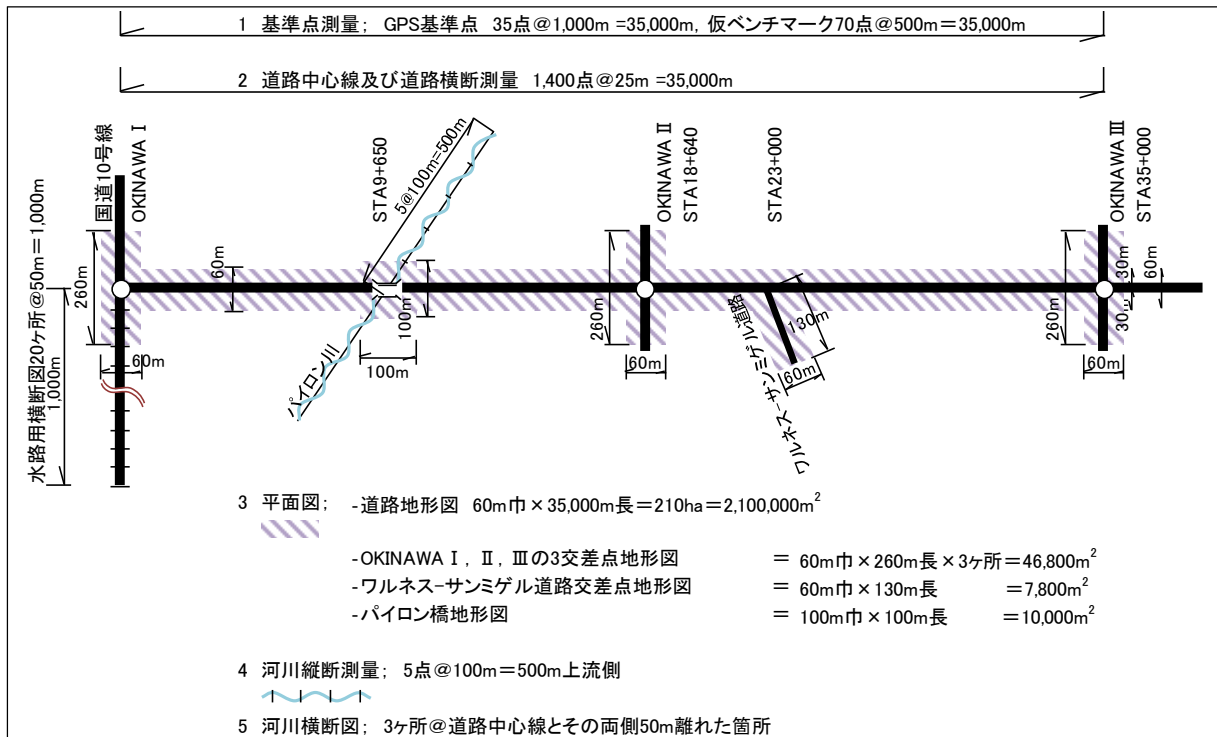 1 基準点測量; GPS基準点 35点@1,000m =35,000m, 仮ベンチマーク70点@500m=35,000m
2 道路中心線及び道路横断測量 1,400点@25m =35,000m
国道10号線
OKINAWA I
STA9+650
5@100m=500m
OKINAWA II
STA18+640
STA23+000
OKINAWA III
STA35+000
水路用横断図20ヶ所@50m=1,000m
1,000m
260m
60m
60m
100m
100m
パイロン川
260m
60m
ワルネス-サンミゲル道路
130m
60m
260m
60m
30m
30m
60m
3 平面図; -道路地形図 60m巾×35,000m長=210ha=2,100,000m²
-OKINAWA I, II, IIIの3交差点地形図 = 60m巾×260m長×3ヶ所=46,800m²
-ワルネス-サンミゲル道路交差点地形図 = 60m巾×130m長 =7,800m²
-パイロン橋地形図 = 100m巾×100m長 =10,000m²
4 河川縦断測量; 5点@100m=500m上流側
5 河川横断図; 3ヶ所@道路中心線とその両側50m離れた箇所